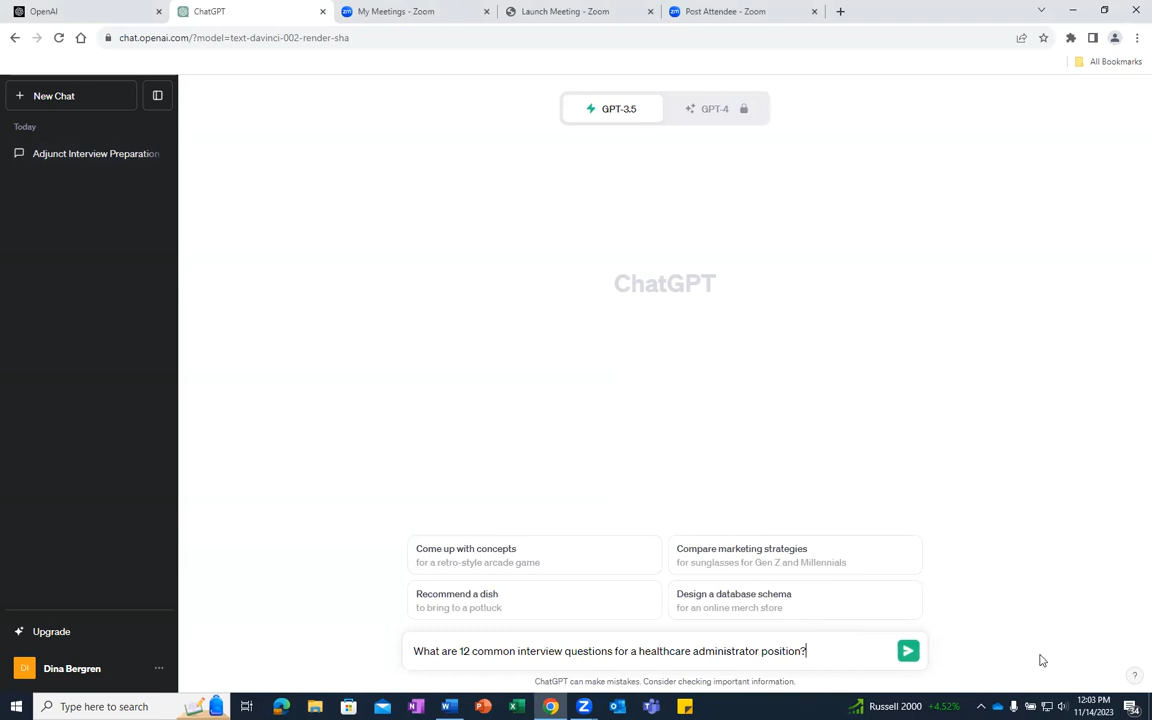 OpenAI
ChatGPT
My Meetings - Zoom
Launch Meeting - Zoom
Post Attendee - Zoom
chat.openai.com/?model=text-davinci-002-render-sha
All Bookmarks
New Chat
Today
Adjunct Interview Preparation
GPT-3.5
GPT-4
ChatGPT
Come up with concepts
for a retro-style arcade game
Compare marketing strategies
for sunglasses for Gen Z and Millennials
Recommend a dish
to bring to a potluck
Design a database schema
for an online merch store
What are 12 common interview questions for a healthcare administrator position?
ChatGPT can make mistakes. Consider checking important information.
?
Upgrade
DI
Dina Bergren
Type here to search
Russell 2000 +4.52%
12:03 PM
11/14/2023
34